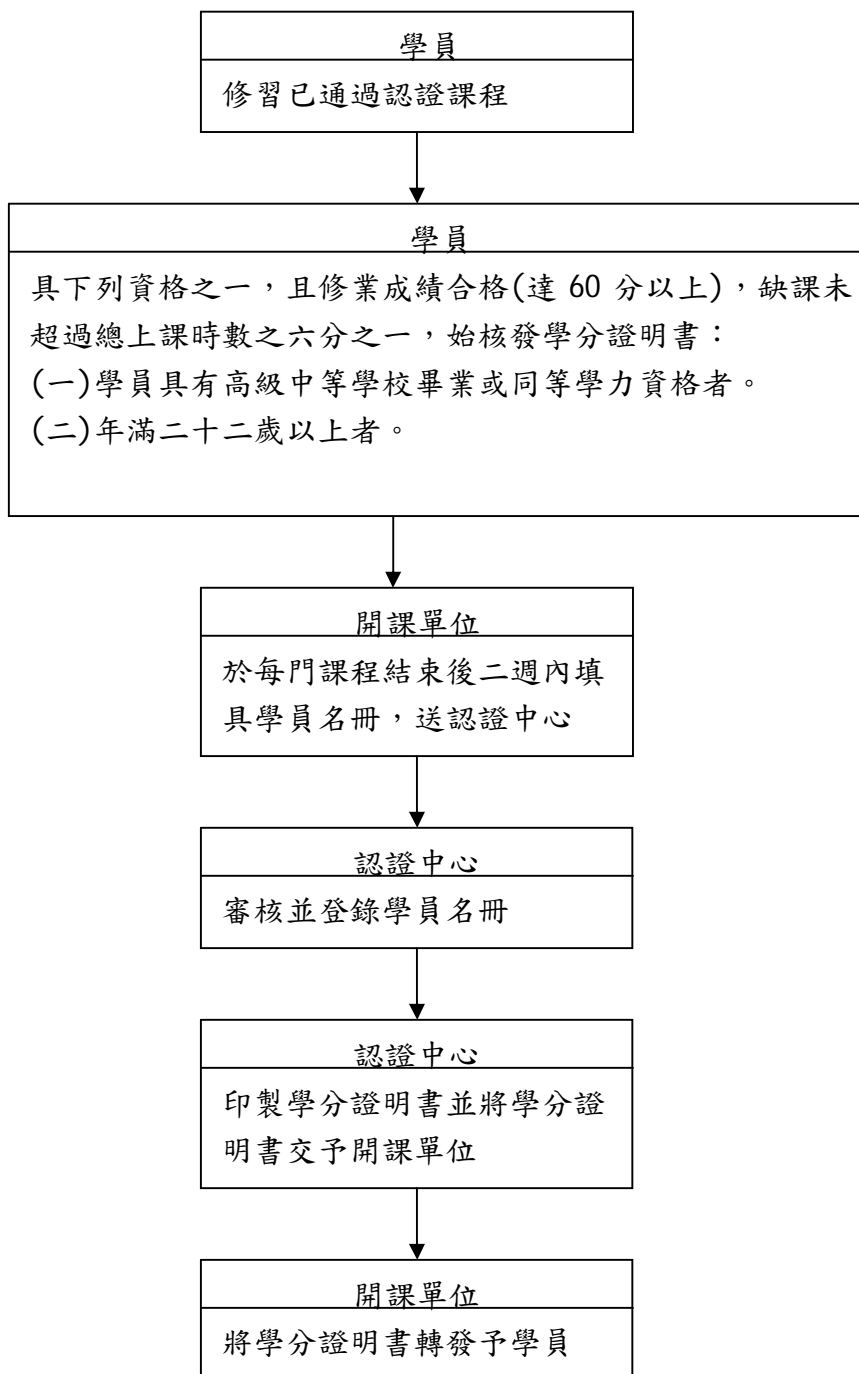 學員
修習已通過認證課程
學員
具下列資格之一，且修業成績合格(達 60 分以上)，缺課未
超過總上課時數之六分之一，始核發學分證明書：
(一)學員具有高級中等學校畢業或同等學力資格者。
(二)年滿二十二歲以上者。
開課單位
於每門課程結束後二週內填
具學員名冊，送認證中心
認證中心
審核並登錄學員名冊
認證中心
印製學分證明書並將學分證
明書交予開課單位
開課單位
將學分證明書轉發予學員